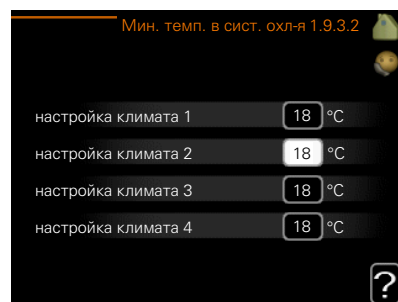 Мин. темп. в сист. охл-я 1.9.3.2
настройка климата 1 18 °C
настройка климата 2 18 °C
настройка климата 3 18 °C
настройка климата 4 18 °C
?